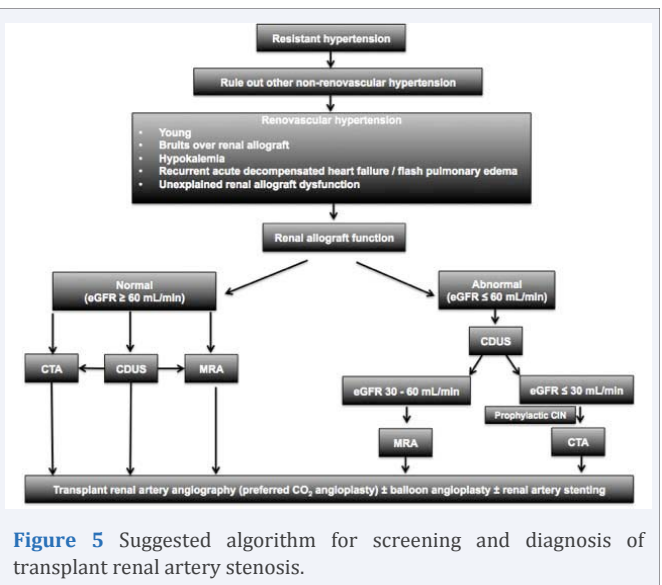 Resistant hypertension
Rule out other non-renovascular hypertension
Renovascular hypertension
• Young
• Bruits over renal allograft
• Hypokalemia
• Recurrent acute decompensated heart failure / flash pulmonary edema
• Unexplained renal allograft dysfunction
Renal allograft function
Normal
(eGFR ≥ 60 mL/min)
Abnormal
(eGFR ≤ 60 mL/min)
CDUS
CTA
CDUS
MRA
eGFR 30 - 60 mL/min
eGFR ≤ 30 mL/min
Prophylactic CIN
MRA
CTA
Transplant renal artery angiography (preferred CO₂ angioplasty) ± balloon angioplasty ± renal artery stenting
Figure 5 Suggested algorithm for screening and diagnosis of
transplant renal artery stenosis.